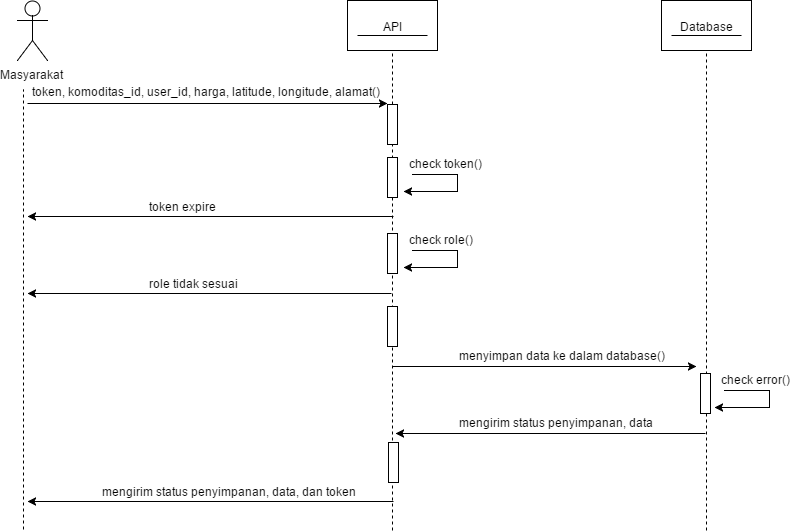 API
Database
Masyarakat
token, komoditas_id, user_id, harga, latitude, longitude, alamat()
check token()
token expire
check role()
role tidak sesuai
menyimpan data ke dalam database()
check error()
mengirim status penyimpanan, data
mengirim status penyimpanan, data, dan token